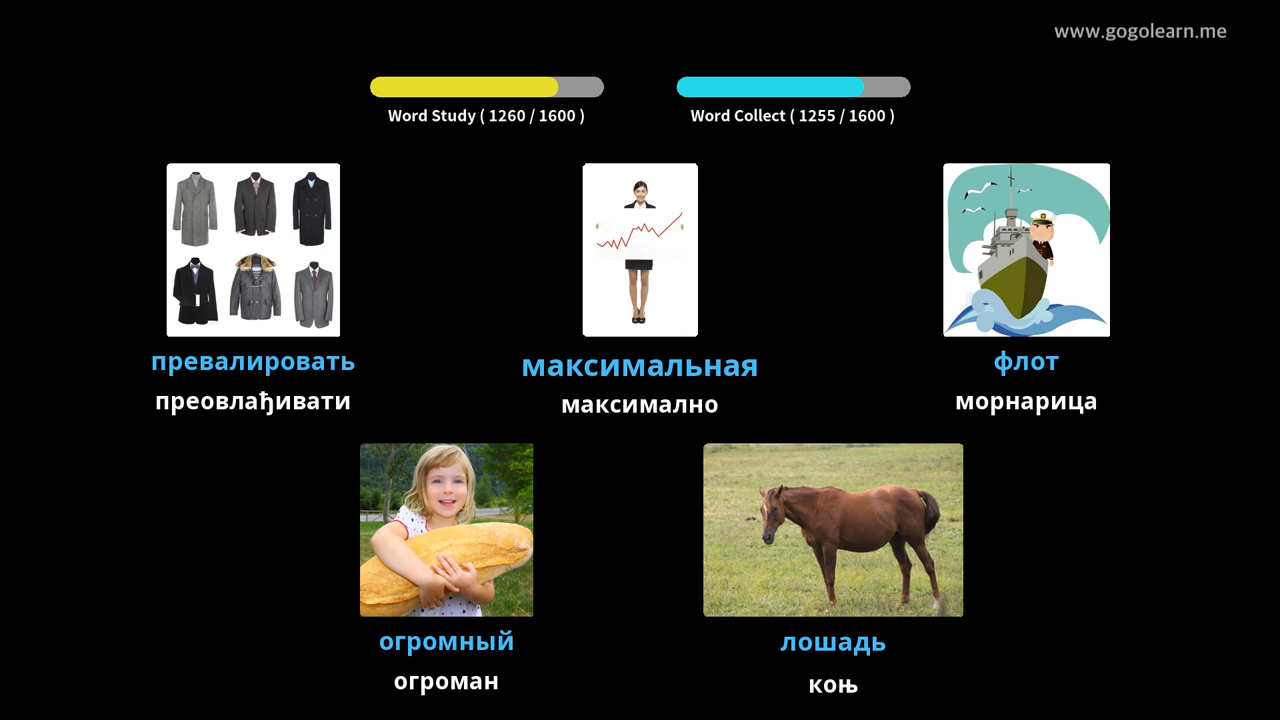 www.gogolearn.me
Word Study ( 1260 / 1600 )
Word Collect ( 1255 / 1600 )
превалировать
преовлађивати
максимальная
максимално
флот
морнарица
огромный
огроман
лошадь
коњ